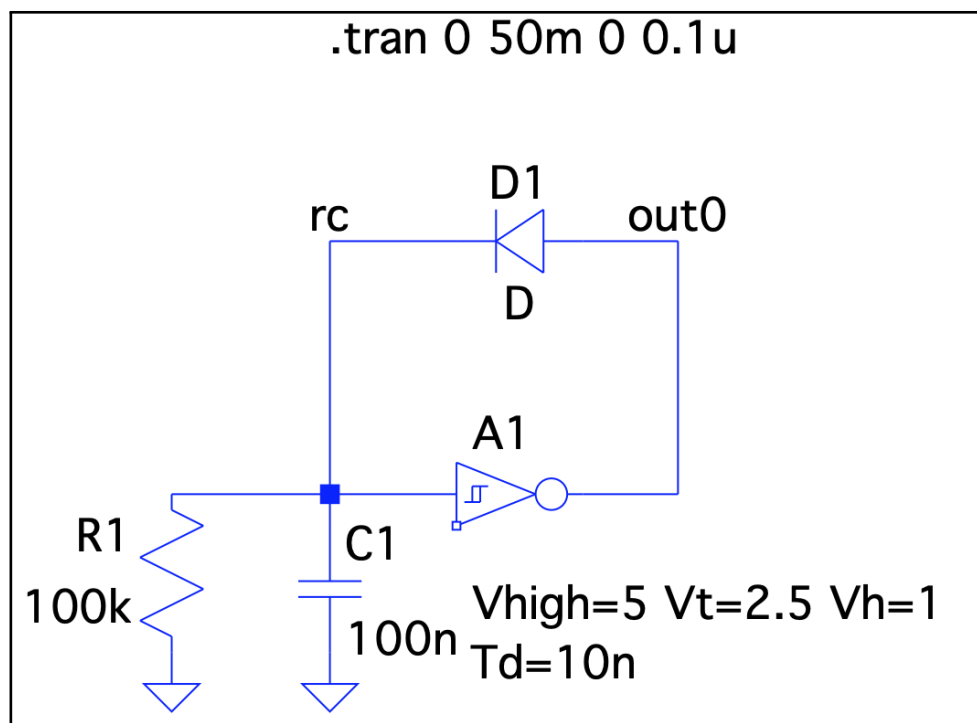 .tran 0 50m 0 0.1u
D1
rc
out0
D
A1
R1
C1
100k
100n
Vhigh=5 Vt=2.5 Vh=1
Td=10n